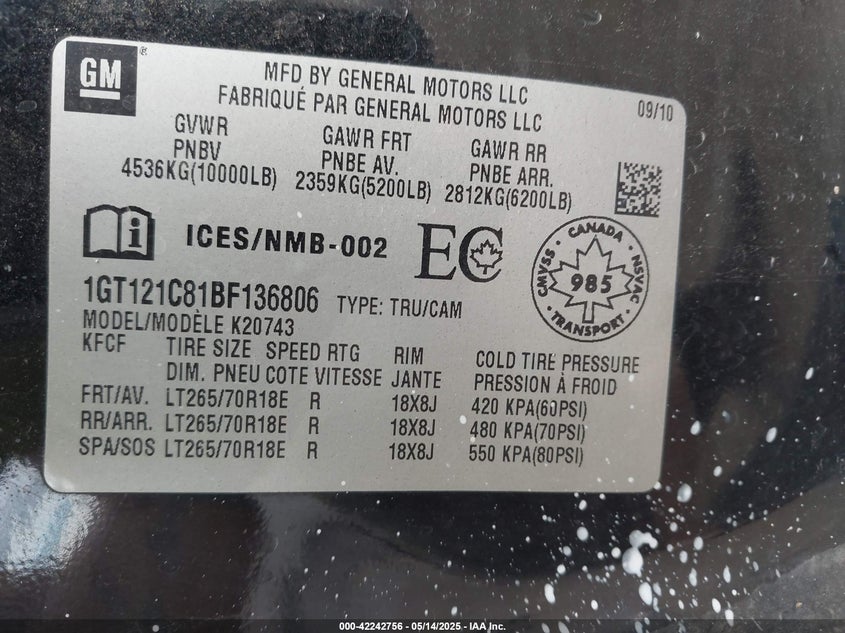 GM
MFD BY GENERAL MOTORS LLC
FABRIQUÉ PAR GENERAL MOTORS LLC
09/10
GVWR GAWR FRT GAWR RR
PNBV PNBE AV. PNBE ARR.
4536KG(10000LB) 2359KG(5200LB) 2812KG(6200LB)
ICES/NMB-002 EC
CANADA
CMVSS 985 NSVAC
TRANSPORT
1GT121C81BF136806 TYPE: TRU/CAM
MODEL/MODÈLE K20743
KFCF TIRE SIZE SPEED RTG RIM COLD TIRE PRESSURE
DIM. PNEU COTE VITESSE JANTE PRESSION À FROID
FRT/AV. LT265/70R18E R 18X8J 420 KPA(60PSI)
RR/ARR. LT265/70R18E R 18X8J 480 KPA(70PSI)
SPA/SOS LT265/70R18E R 18X8J 550 KPA(80PSI)
000-42242756 - 05/14/2025 - IAA Inc.